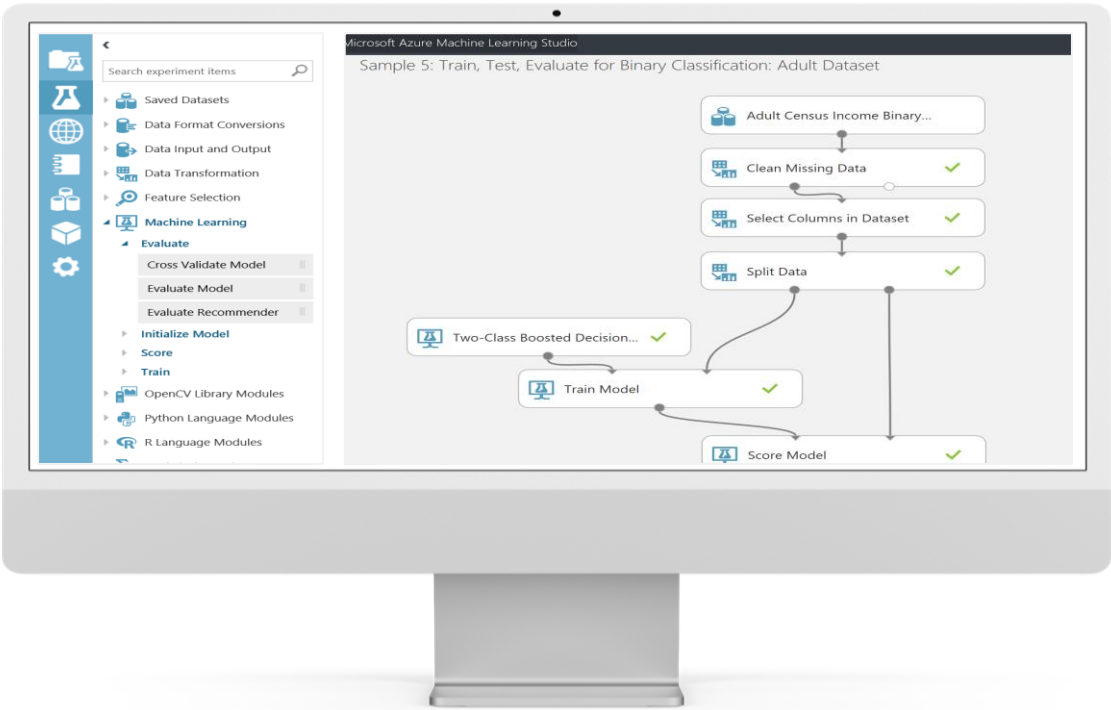 Microsoft Azure Machine Learning Studio
Search experiment items
Saved Datasets
Data Format Conversions
Data Input and Output
Data Transformation
Feature Selection
Machine Learning
Evaluate
Cross Validate Model
Evaluate Model
Evaluate Recommender
Initialize Model
Score
Train
OpenCV Library Modules
Python Language Modules
R Language Modules
Sample 5: Train, Test, Evaluate for Binary Classification: Adult Dataset
Adult Census Income Binary...
Clean Missing Data
Select Columns in Dataset
Split Data
Two-Class Boosted Decision...
Train Model
Score Model